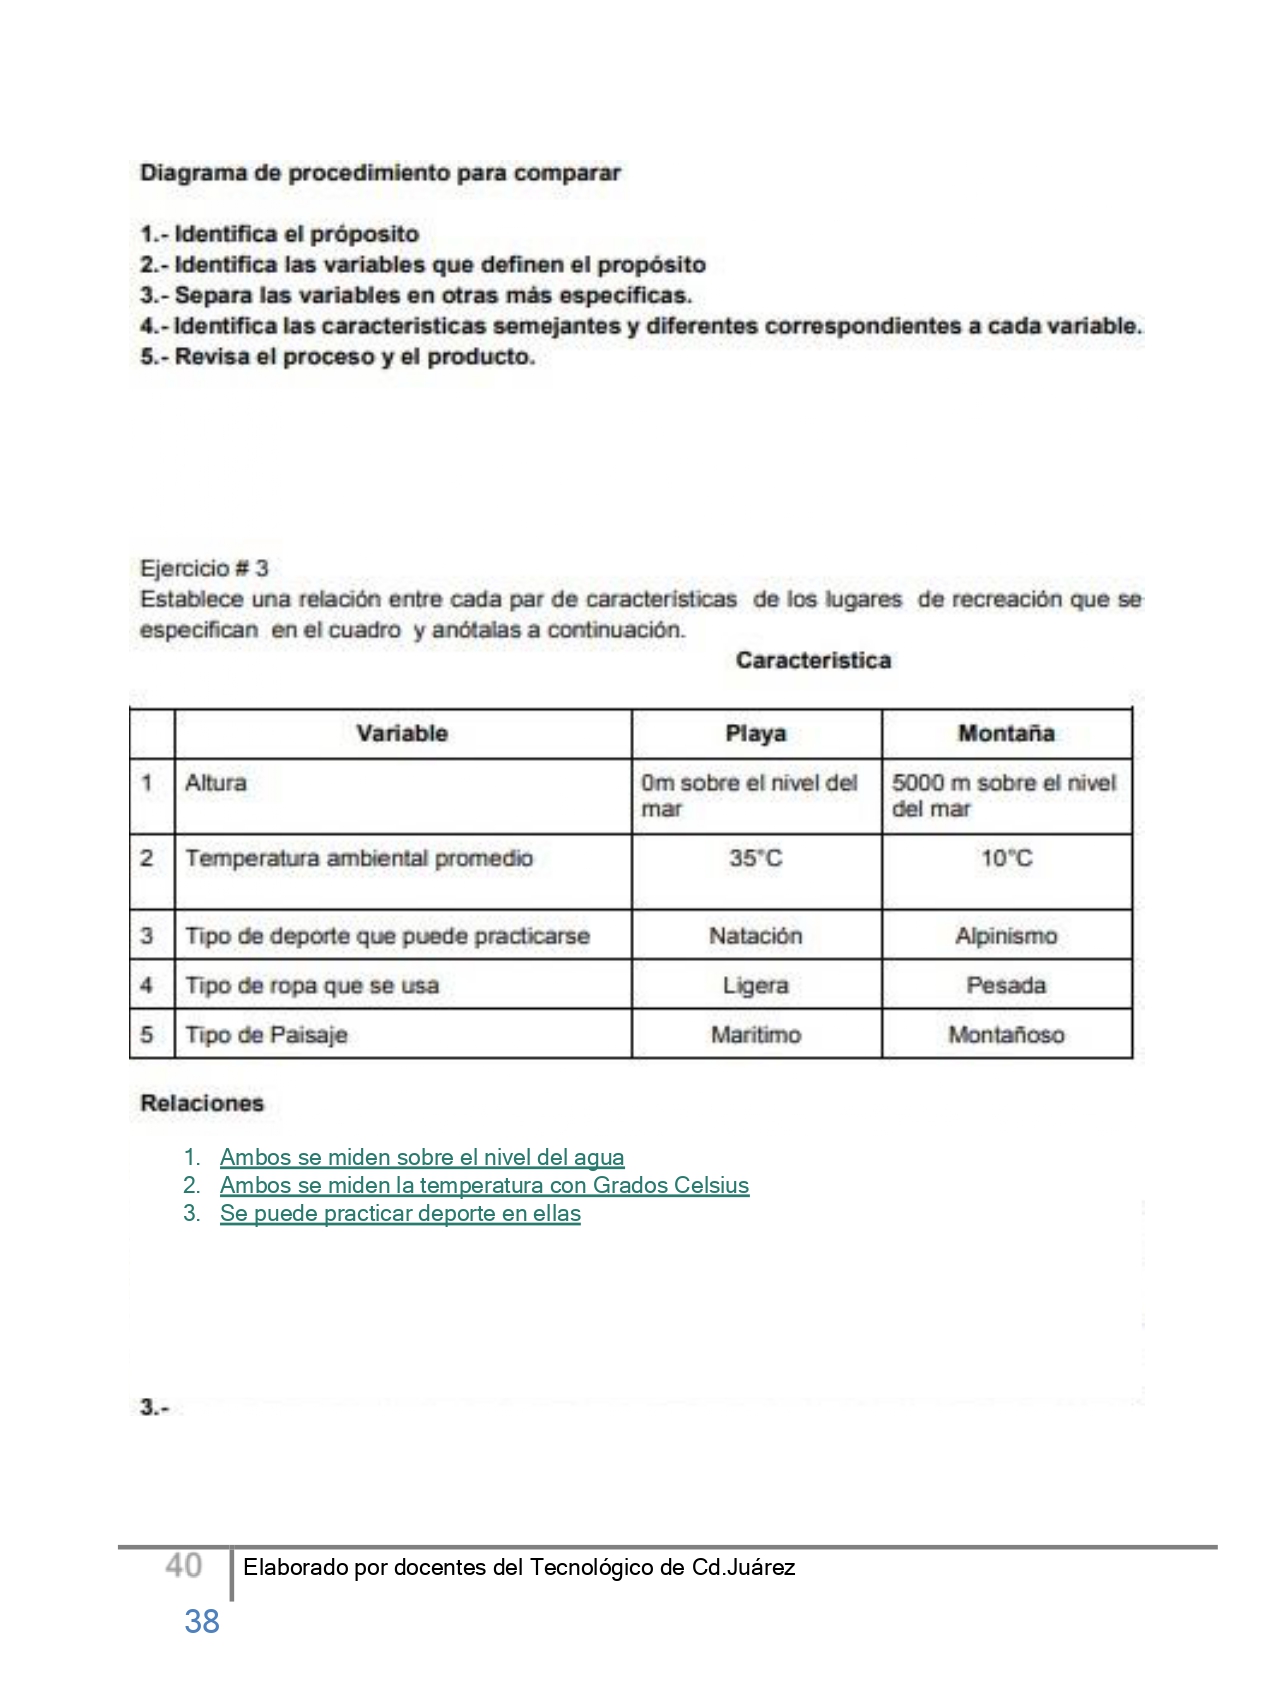 Diagrama de procedimiento para comparar
1.- Identifica el próposito
2.- Identifica las variables que definen el propósito
3.- Separa las variables en otras más específicas.
4.- Identifica las caracteristicas semejantes y diferentes correspondientes a cada variable.
5.- Revisa el proceso y el producto.
Ejercicio # 3
Establece una relación entre cada par de características de los lugares de recreación que se
especifican en el cuadro y anótalas a continuación.
Caracteristica
Variable Playa Montaña
1 Altura 0m sobre el nivel del mar 5000 m sobre el nivel del mar
2 Temperatura ambiental promedio 35°C 10°C
3 Tipo de deporte que puede practicarse Natación Alpinismo
4 Tipo de ropa que se usa Ligera Pesada
5 Tipo de Paisaje Maritimo Montañoso
Relaciones
1. Ambos se miden sobre el nivel del agua
2. Ambos se miden la temperatura con Grados Celsius
3. Se puede practicar deporte en ellas
3.-
40 Elaborado por docentes del Tecnológico de Cd.Juárez
38